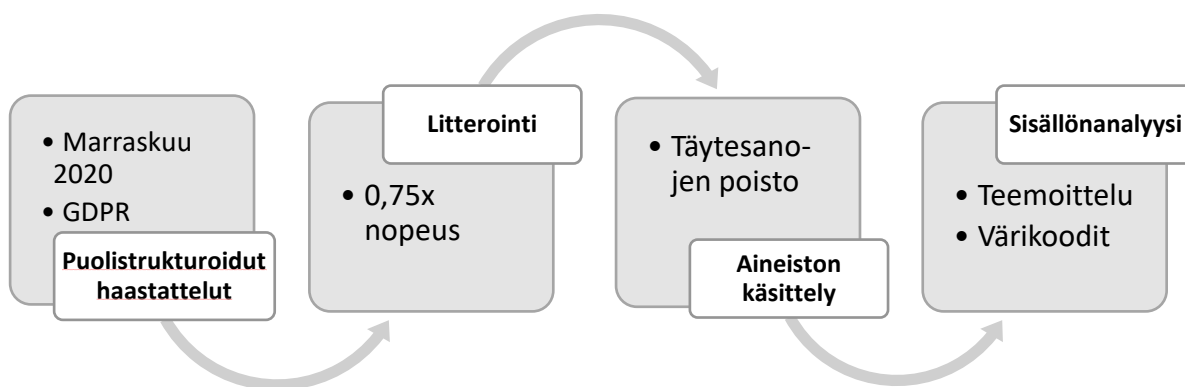 • Marraskuu
2020
• GDPR
Puolistrukturoidut
haastattelut
Litterointi
• 0,75x
nopeus
• Täytesano-
jen poisto
Aineiston
käsittely
Sisällönanalyysi
• Teemoittelu
• Värikoodit